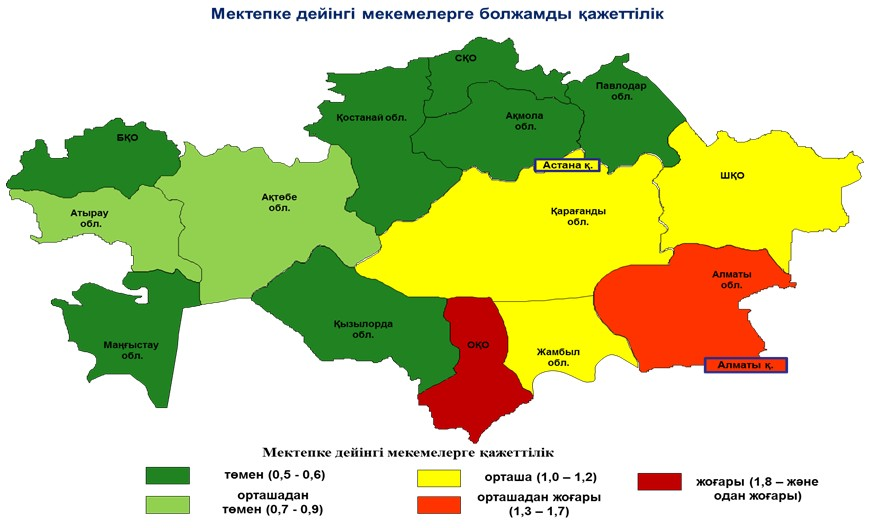 Мектепке дейінгі мекемелерге болжамды қажеттілік
СҚО
Павлодар
обл.
Қостанай обл.
Ақмола
обл.
БҚО
Астана қ.
ШҚО
Ақтөбе
обл.
Атырау
обл.
Қарағанды
обл.
Алматы
обл.
Қызылорда
обл.
Маңғыстау
обл.
ОҚО
Жамбыл
обл.
Алматы қ.
Мектепке дейінгі мекемелерге қажеттілік
төмен (0,5 - 0,6)
орташа (1,0 – 1,2)
жоғары (1,8 – және
одан жоғары)
орташадан
төмен (0,7 - 0,9)
орташадан жоғары
(1,3 – 1,7)